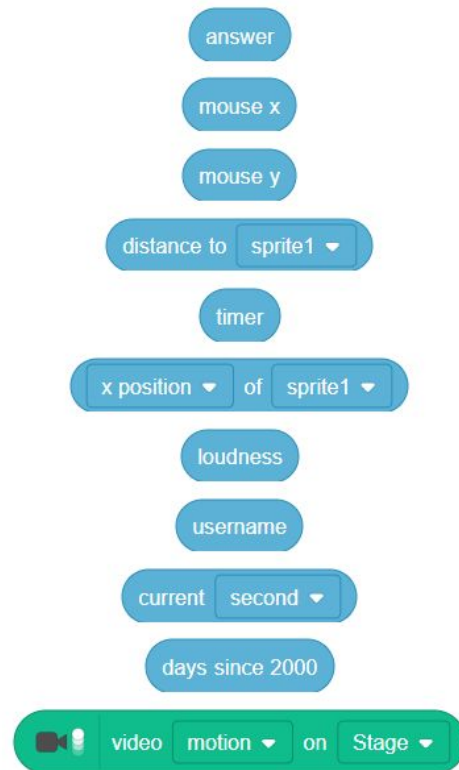 answer
mouse x
mouse y
distance to sprite1
timer
x position of sprite1
loudness
username
current second
days since 2000
video motion on Stage